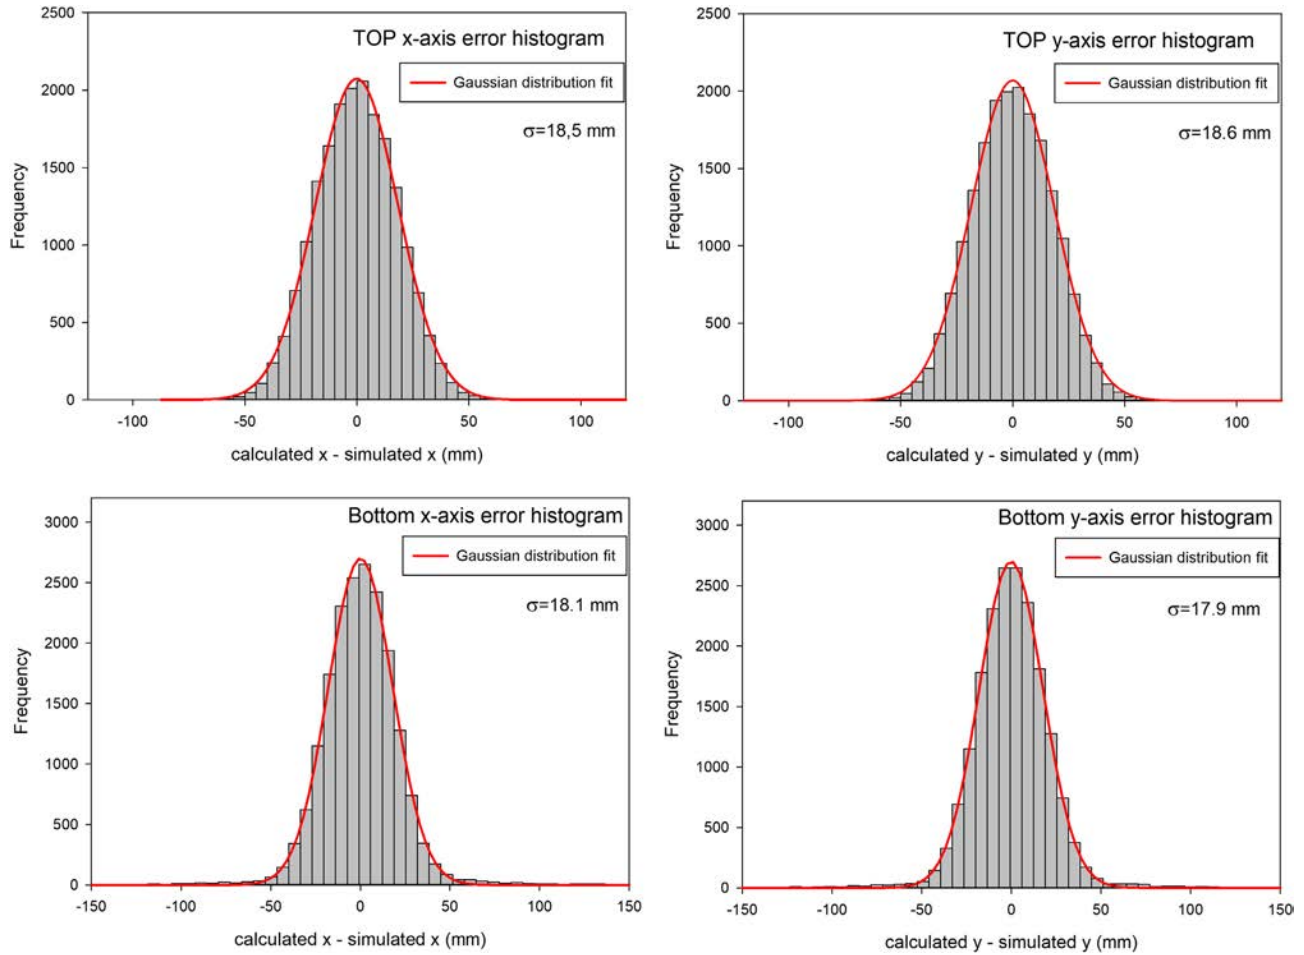 TOP x-axis error histogram
Gaussian distribution fit
σ=18,5 mm
Frequency
2500
2000
1500
1000
500
0
-100 -50 0 50 100
calculated x - simulated x (mm)
TOP y-axis error histogram
Gaussian distribution fit
σ=18.6 mm
Frequency
2500
2000
1500
1000
500
0
-100 -50 0 50 100
calculated y - simulated y (mm)
Bottom x-axis error histogram
Gaussian distribution fit
σ=18.1 mm
Frequency
3000
2500
2000
1500
1000
500
0
-150 -100 -50 0 50 100 150
calculated x - simulated x (mm)
Bottom y-axis error histogram
Gaussian distribution fit
σ=17.9 mm
Frequency
3000
2500
2000
1500
1000
500
0
-150 -100 -50 0 50 100 150
calculated y - simulated y (mm)